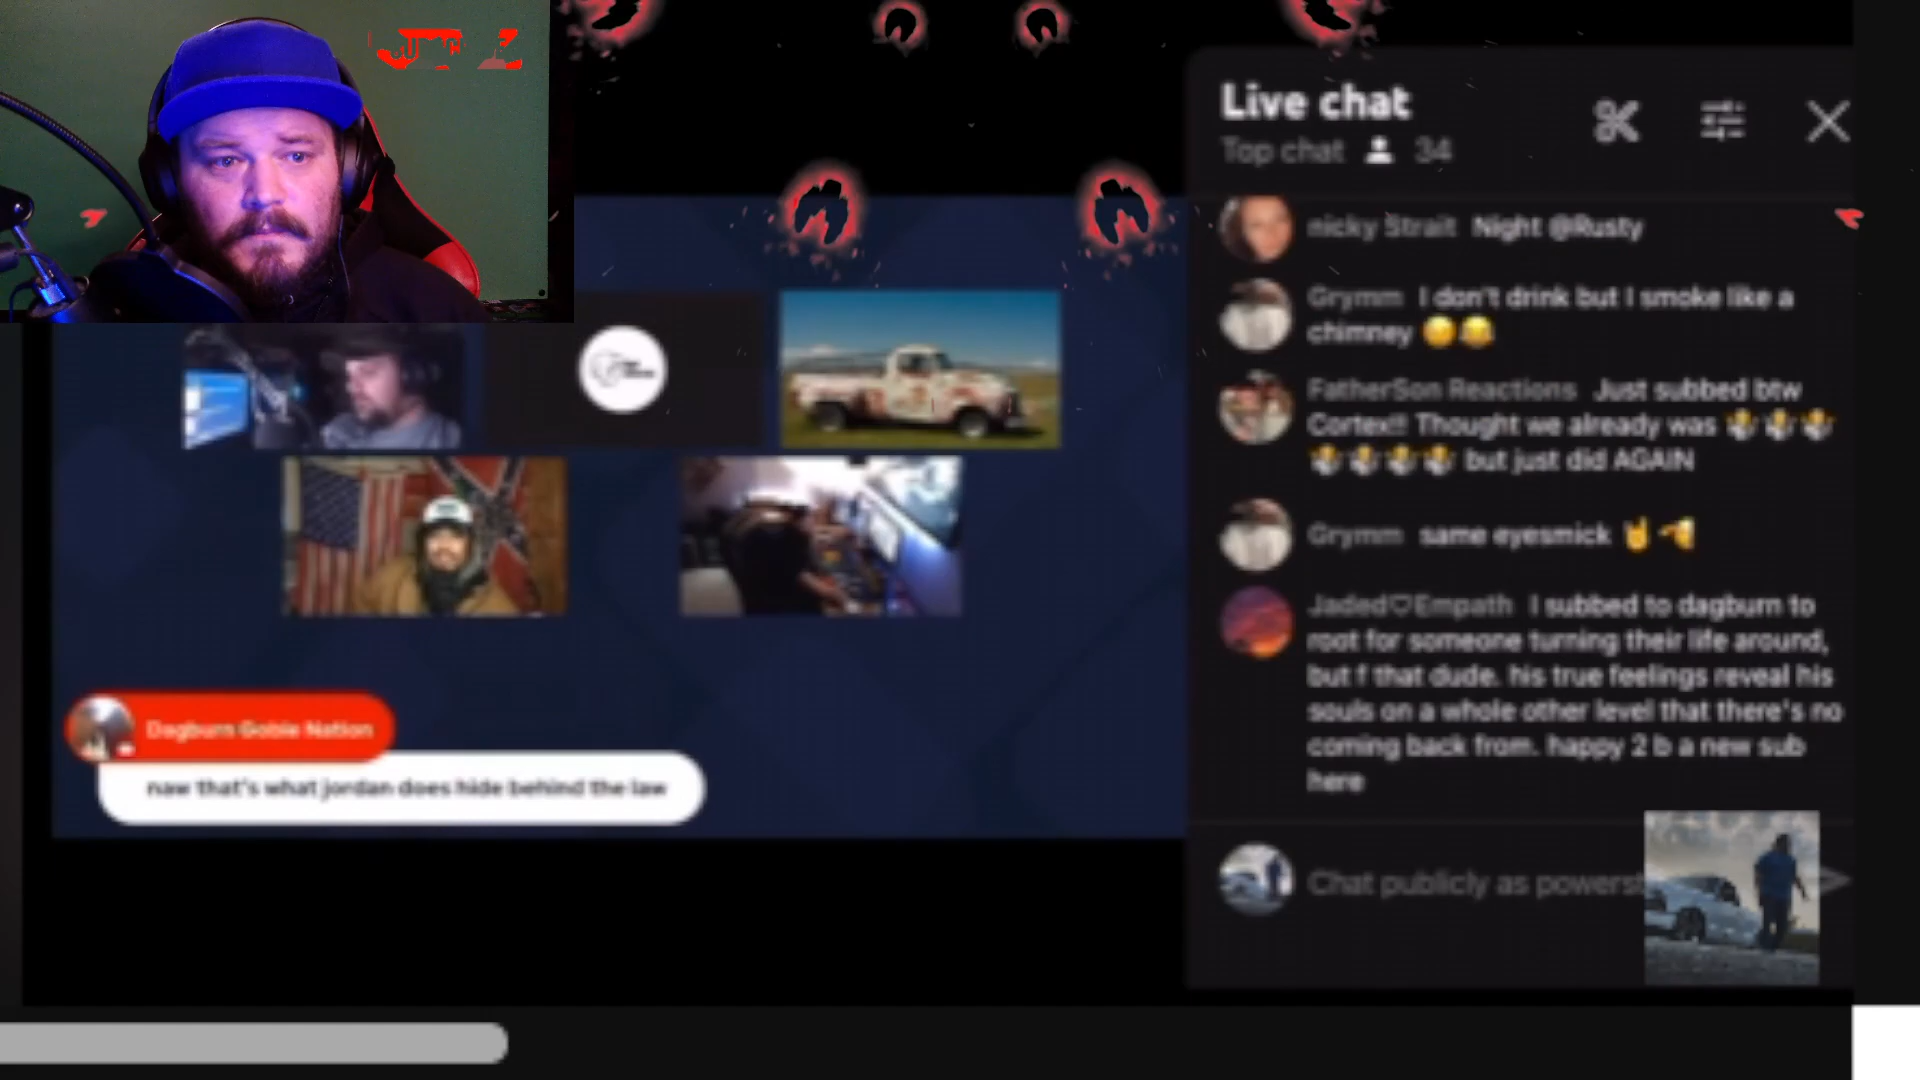 Live chat
Top chat 34
nicky Strait Night @Rusty
Grymm I don't drink but I smoke like a
chimney
FatherSon Reactions Just subbed btw
Cortex!! Thought we already was
but just did AGAIN
Grymm same eyesmick
Jaded♡Empath I subbed to dagburn to
root for someone turning their life around,
but f that dude. his true feelings reveal his
souls on a whole other level that there's no
coming back from. happy 2 b a new sub
here
Chat publicly as powerst
Dagburn Goble Nation
naw that's what jordan does hide behind the law